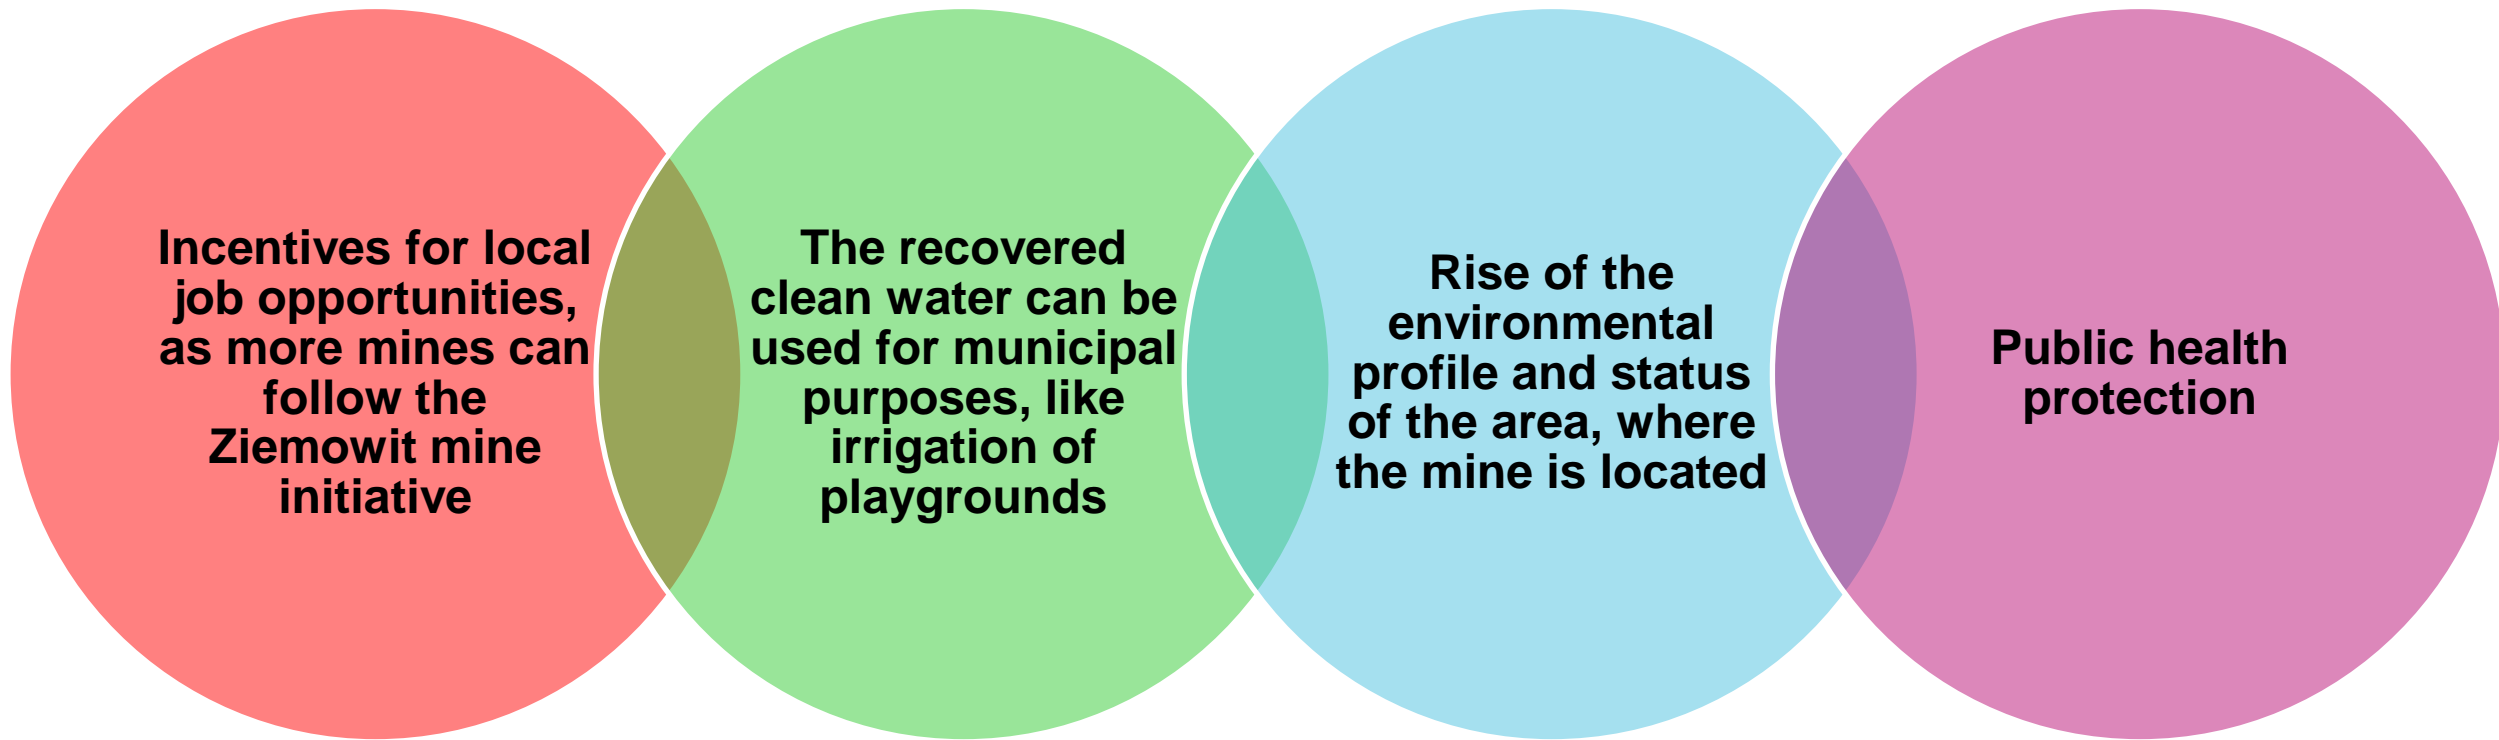 Incentives for local
job opportunities,
as more mines can
follow the
Ziemowit mine
initiative
The recovered
clean water can be
used for municipal
purposes, like
irrigation of
playgrounds
Rise of the
environmental
profile and status
of the area, where
the mine is located
Public health
protection